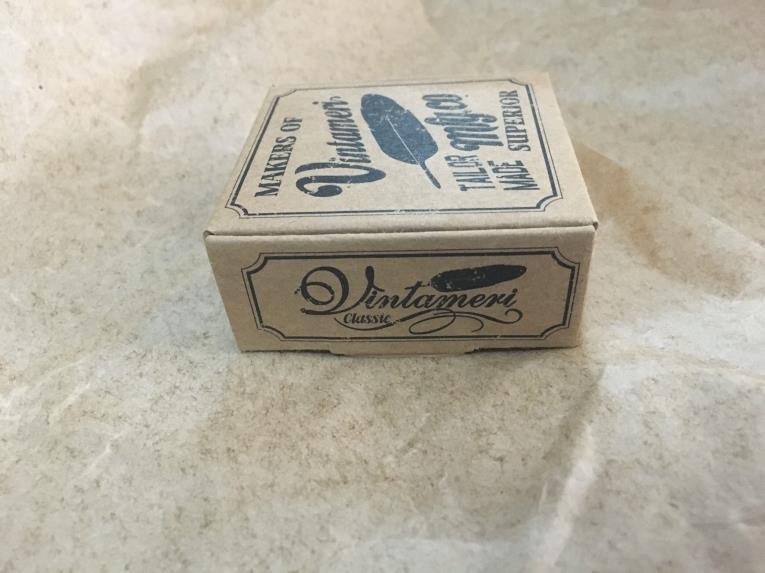 MAKERS OF
Vintameri
TAILOR Mfg.co
MADE SUPERIOR
Vintameri
Classic